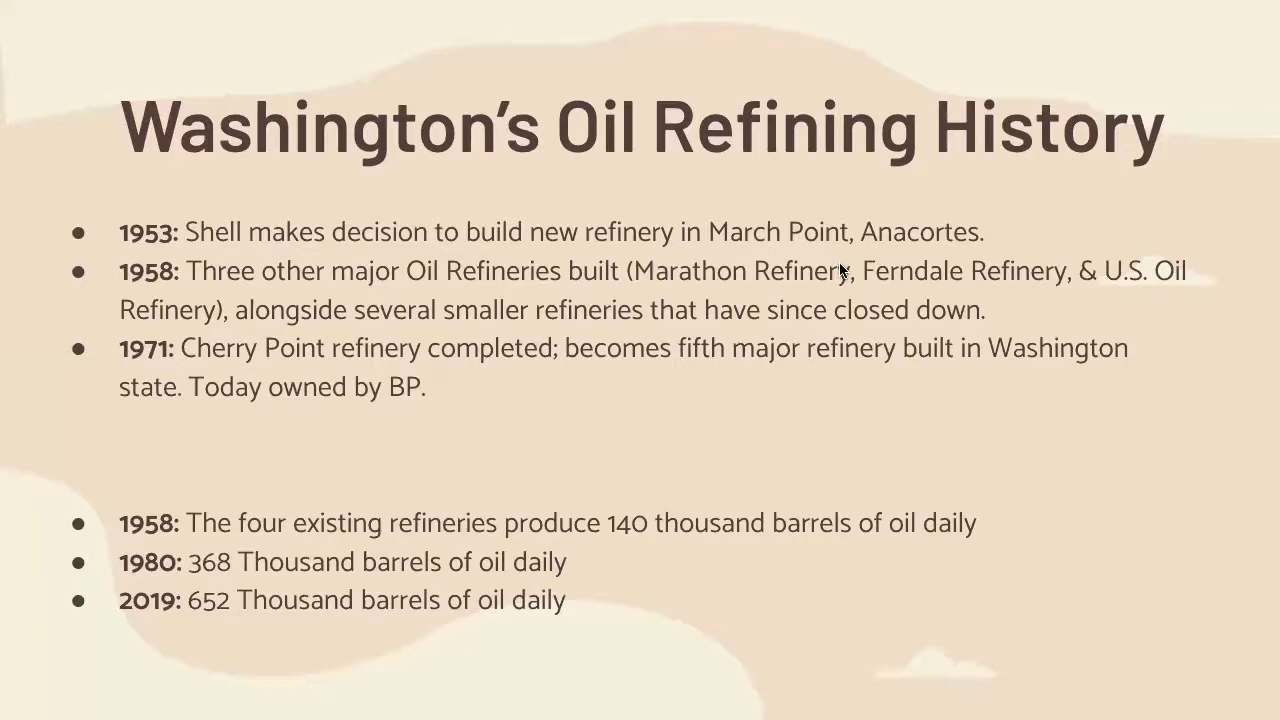 Washington’s Oil Refining History
● 1953: Shell makes decision to build new refinery in March Point, Anacortes.
● 1958: Three other major Oil Refineries built (Marathon Refinery, Ferndale Refinery, & U.S. Oil
Refinery), alongside several smaller refineries that have since closed down.
● 1971: Cherry Point refinery completed; becomes fifth major refinery built in Washington
state. Today owned by BP.
● 1958: The four existing refineries produce 140 thousand barrels of oil daily
● 1980: 368 Thousand barrels of oil daily
● 2019: 652 Thousand barrels of oil daily